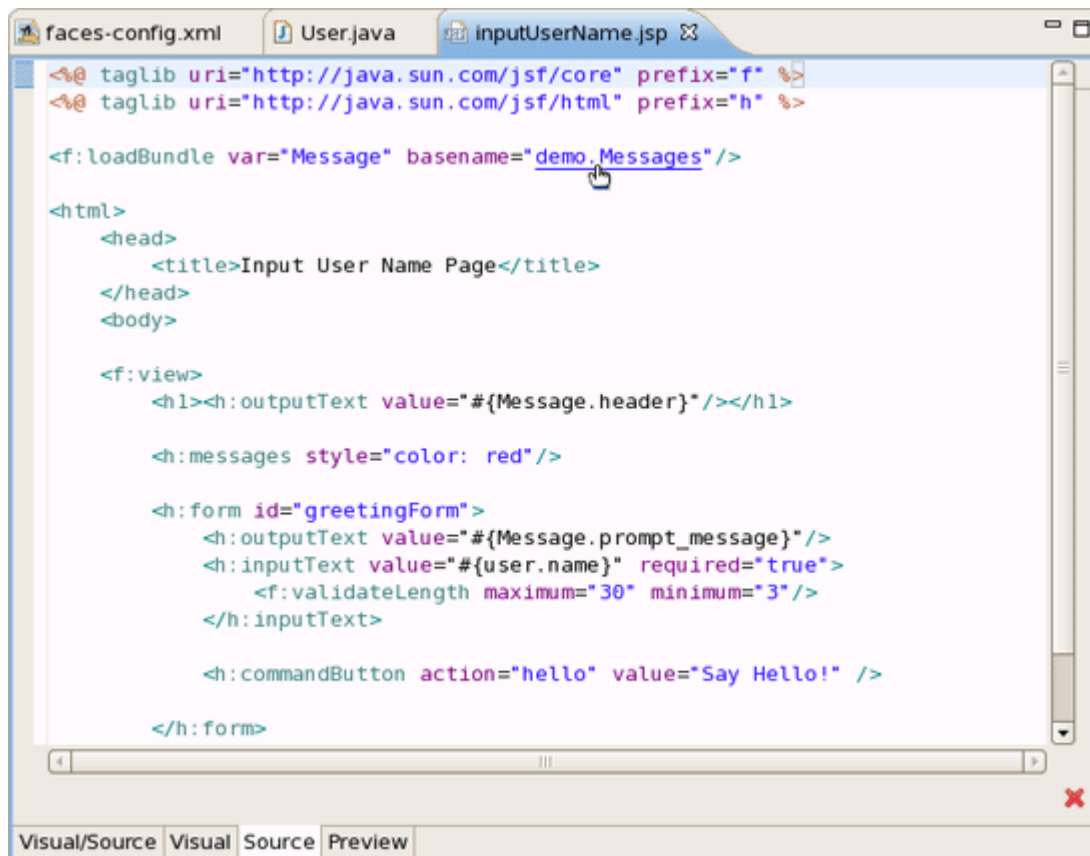 faces-config.xml User.java inputUserName.jsp
<%@ taglib uri="http://java.sun.com/jsf/core" prefix="f" %>
<%@ taglib uri="http://java.sun.com/jsf/html" prefix="h" %>
<f:loadBundle var="Message" basename="demo.Messages"/>
<html>
<head>
<title>Input User Name Page</title>
</head>
<body>
<f:view>
<h1><h:outputText value="#{Message.header}"/></h1>
<h:messages style="color: red"/>
<h:form id="greetingForm">
<h:outputText value="#{Message.prompt_message}"/>
<h:inputText value="#{user.name}" required="true">
<f:validateLength maximum="30" minimum="3"/>
</h:inputText>
<h:commandButton action="hello" value="Say Hello!" />
</h:form>
Visual/Source Visual Source Preview